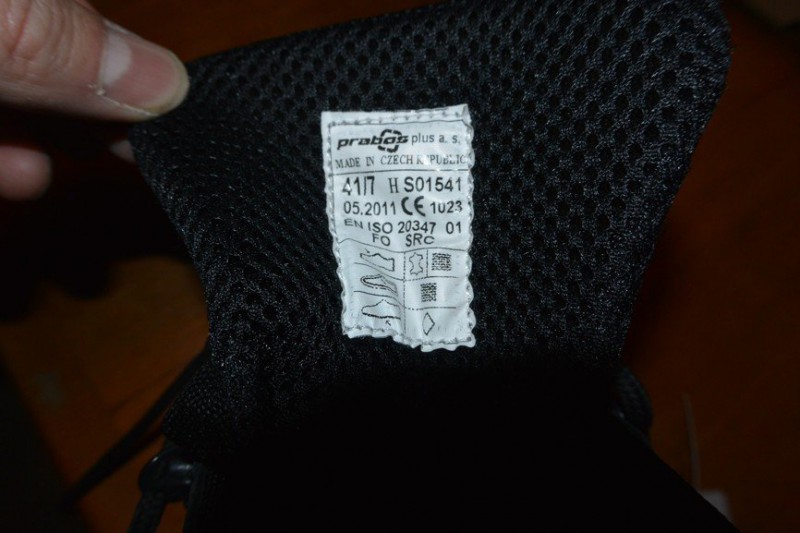 prabos plus a. s.
MADE IN CZECH REPUBLIC
41/7 H S01541
05.2011 CE 1023
EN ISO 20347 01
FO SRC